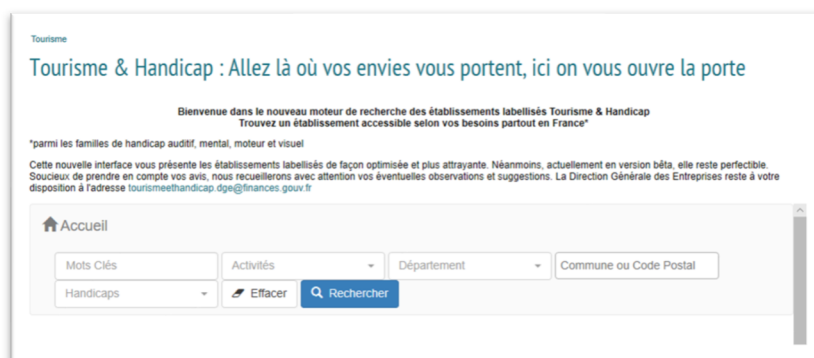 Tourisme
Tourisme & Handicap : Allez là où vos envies vous portent, ici on vous ouvre la porte
Bienvenue dans le nouveau moteur de recherche des établissements labellisés Tourisme & Handicap
Trouvez un établissement accessible selon vos besoins partout en France*
*parmi les familles de handicap auditif, mental, moteur et visuel
Cette nouvelle interface vous présente les établissements labellisés de façon optimisée et plus attrayante. Néanmoins, actuellement en version bêta, elle reste perfectible.
Soucieux de prendre en compte vos avis, nous recueillerons avec attention vos éventuelles observations et suggestions. La Direction Générale des Entreprises reste à votre
disposition à l'adresse tourismeethandicap.dge@finances.gouv.fr
Accueil
Mots Clés Activités Département Commune ou Code Postal
Handicaps Effacer Rechercher